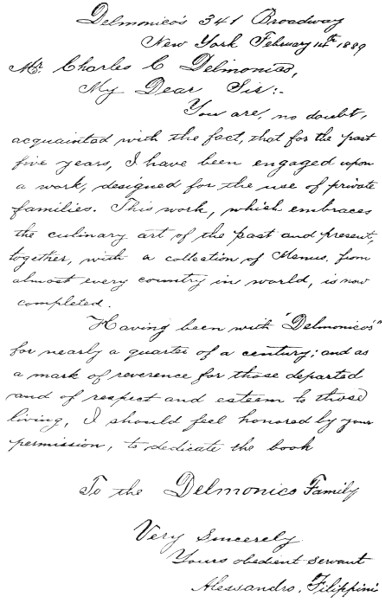 Delmonico's 341 Broadway
New York February 14th 1889
Mr. Charles C Delmonico,
My Dear Sir:-
You are, no doubt,
acquainted with the fact, that for the past
five years, I have been engaged upon
a work, designed for the use of private
families. This work, which embraces
the culinary art of the past and present,
together, with a collection of Menus, from
almost every country in world, is now
completed.
Having been with "Delmonico's"
for nearly a quarter of a century; and as
a mark of reverence for those departed
and of respect and esteem to those
living, I should feel honored by your
permission, to dedicate the book
To the Delmonico Family
Very Sincerely
Yours obedient servant
Alessandro, Filippini